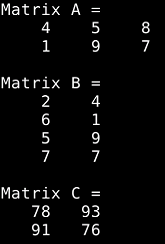 Matrix A =
4 5 8
1 9 7
Matrix B =
2 4
6 1
5 9
7 7
Matrix C =
78 93
91 76